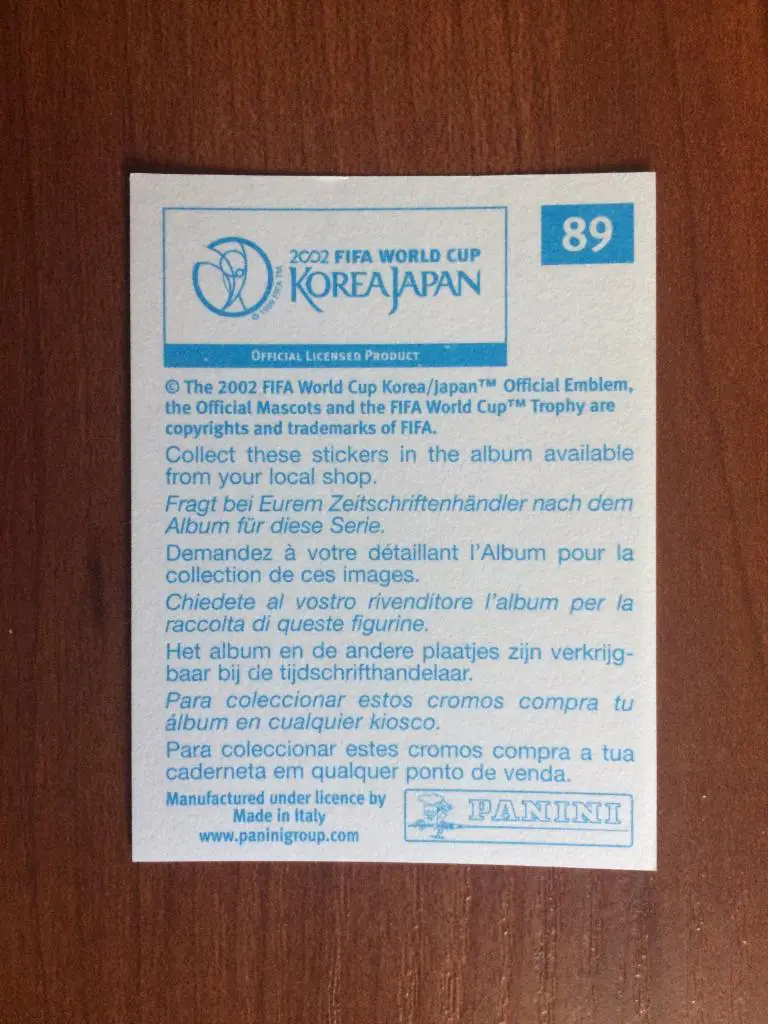 89
2002 FIFA WORLD CUP
KOREAJAPAN
© 1999 FIFA TM
OFFICIAL LICENSED PRODUCT
© The 2002 FIFA World Cup Korea/Japan™ Official Emblem,
the Official Mascots and the FIFA World Cup™ Trophy are
copyrights and trademarks of FIFA.
Collect these stickers in the album available
from your local shop.
Fragt bei Eurem Zeitschriftenhändler nach dem
Album für diese Serie.
Demandez à votre détaillant l'Album pour la
collection de ces images.
Chiedete al vostro rivenditore l'album per la
raccolta di queste figurine.
Het album en de andere plaatjes zijn verkrijg-
baar bij de tijdschrifthandelaar.
Para coleccionar estos cromos compra tu
álbum en cualquier kiosco.
Para coleccionar estes cromos compra a tua
caderneta em qualquer ponto de venda.
Manufactured under licence by
Made in Italy
www.paninigroup.com
PANINI